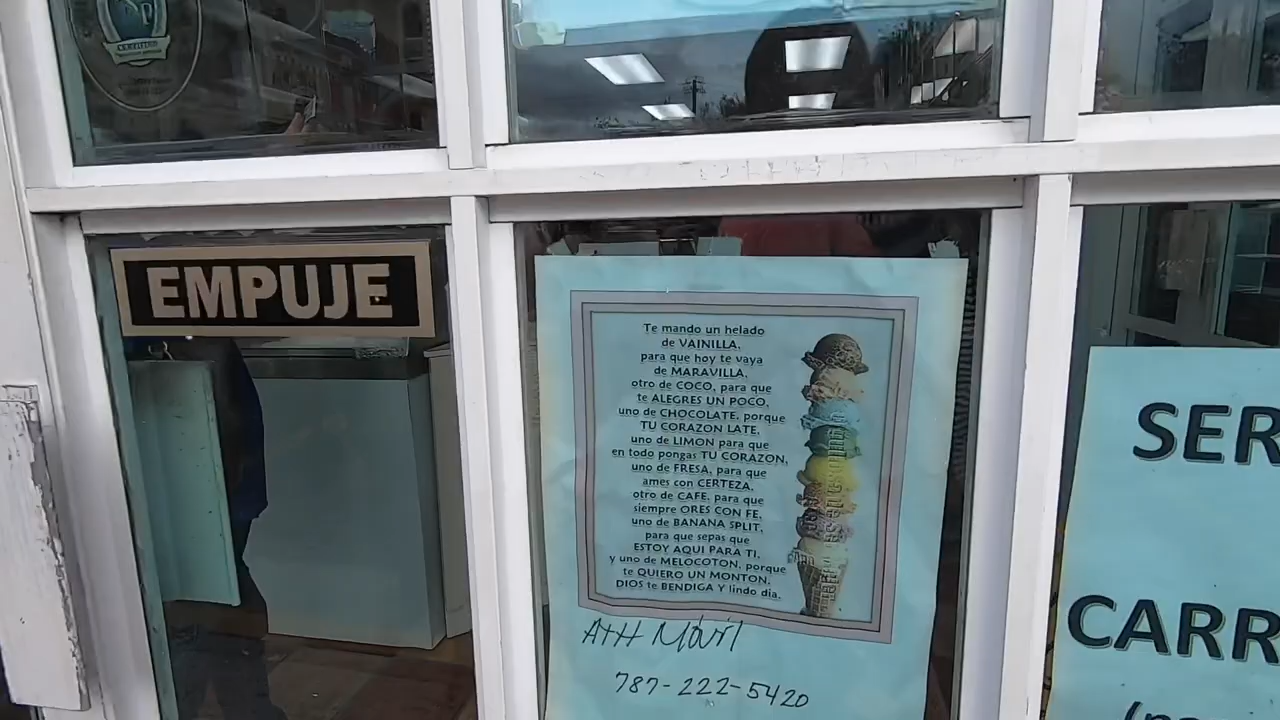 CERTIFIED
EMPUJE
Te mando un helado
de VAINILLA,
para que hoy te vaya
de MARAVILLA,
otro de COCO, para que
te ALEGRES UN POCO,
uno de CHOCOLATE, porque
TU CORAZON LATE,
uno de LIMON para que
en todo pongas TU CORAZON,
uno de FRESA, para que
ames con CERTEZA,
otro de CAFE, para que
siempre ORES CON FE,
uno de BANANA SPLIT,
para que sepas que
ESTOY AQUI PARA TI,
y uno de MELOCOTON, porque
te QUIERO UN MONTON.
DIOS te BENDIGA Y lindo dia.
ATH Movil
787-222-5420
SER
CARR